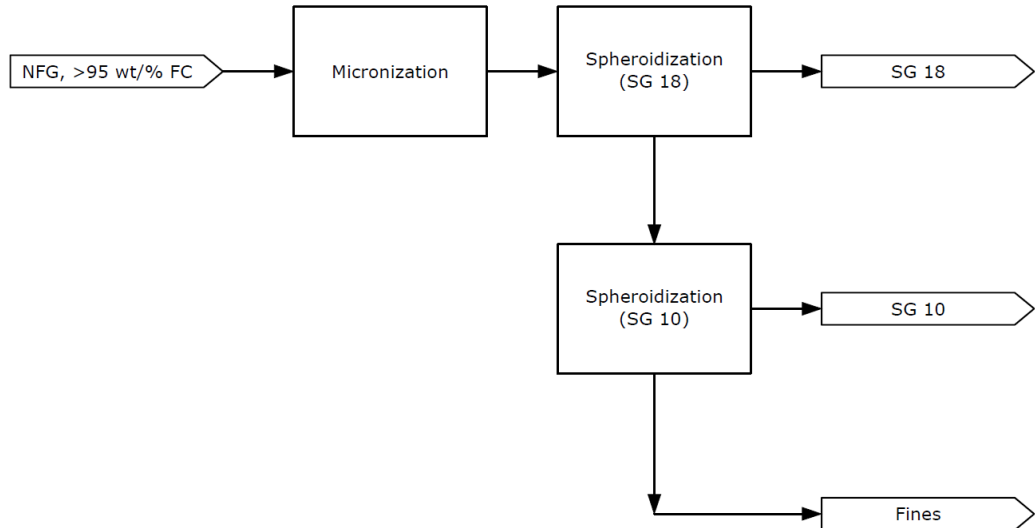 NFG, >95 wt/% FC
Micronization
Spheroidization
(SG 18)
SG 18
Spheroidization
(SG 10)
SG 10
Fines